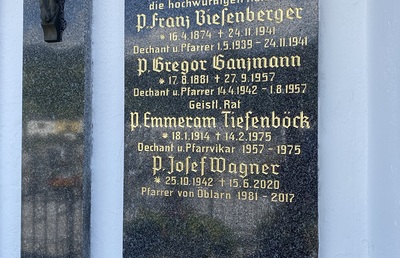 die hochwürdigen
P. Franz Biesenberger
* 16.4.1874 † 24.11.1941
Dechant u. Pfarrer 1.5.1939 - 24.11.1941
P. Gregor Ganzmann
* 17.8.1881 † 27.9.1957
Dechant u. Pfarrer 14.4.1942 - 1.8.1957
Geistl. Rat
P. Emmeram Tiefenböck
* 18.1.1914 † 14.2.1975
Dechant u. Pfarrvikar 1957 - 1975
P. Josef Wagner
* 25.10.1942 † 15.6.2020
Pfarrer von Öblarn 1981 - 2017